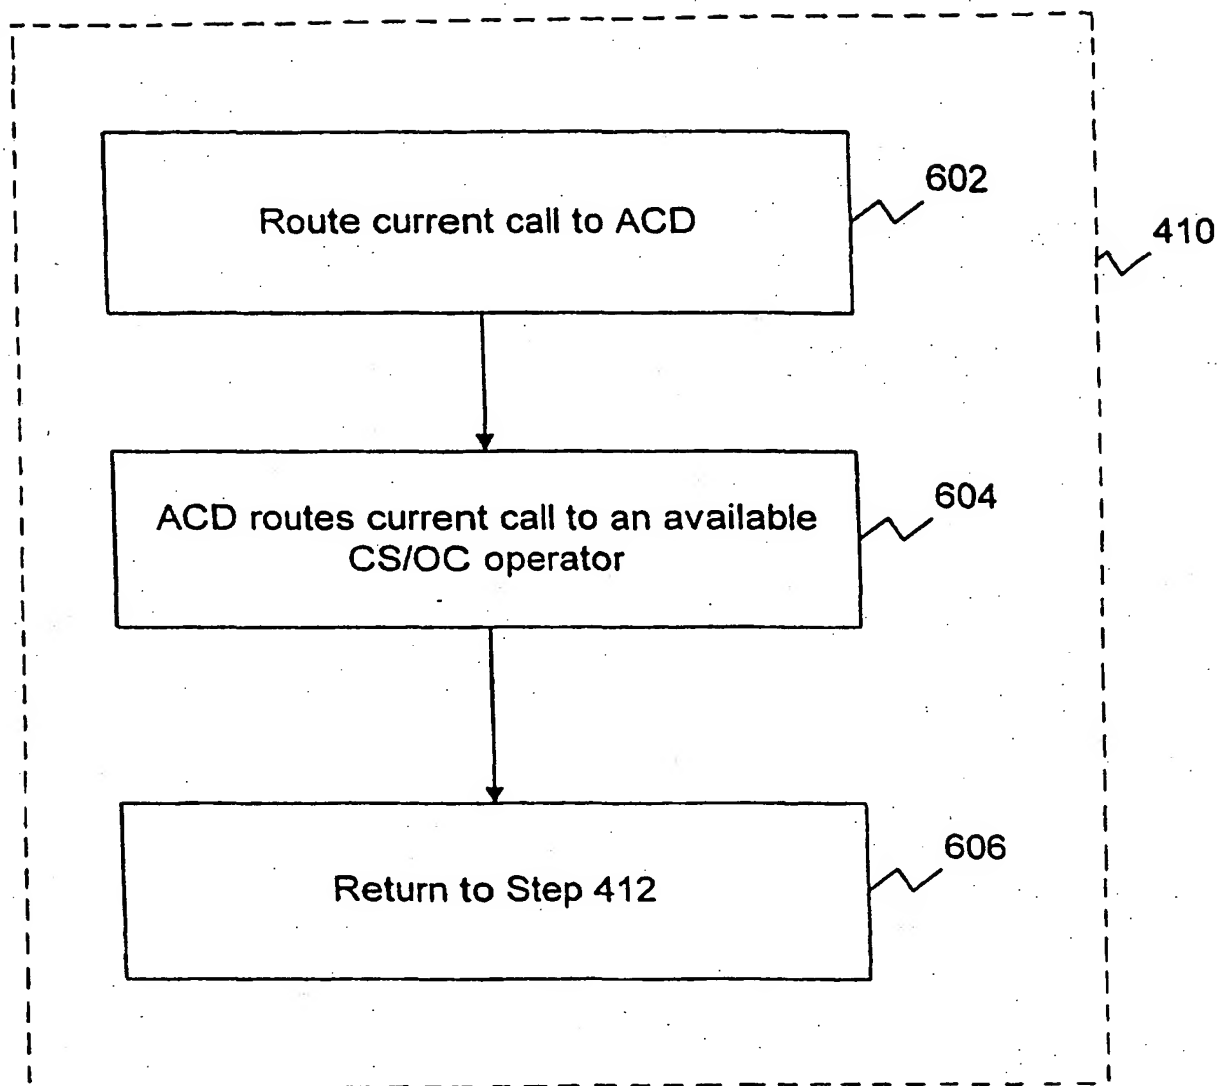 Route current call to ACD
602
410
ACD routes current call to an available
CS/OC operator
604
Return to Step 412
606